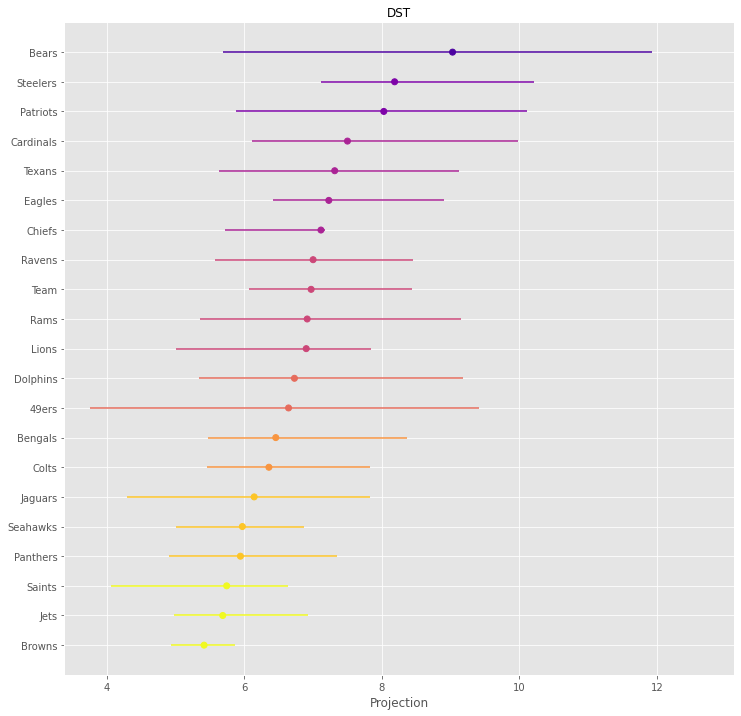 DST
Bears
Steelers
Patriots
Cardinals
Texans
Eagles
Chiefs
Ravens
Team
Rams
Lions
Dolphins
49ers
Bengals
Colts
Jaguars
Seahawks
Panthers
Saints
Jets
Browns
4 6 8 10 12
Projection